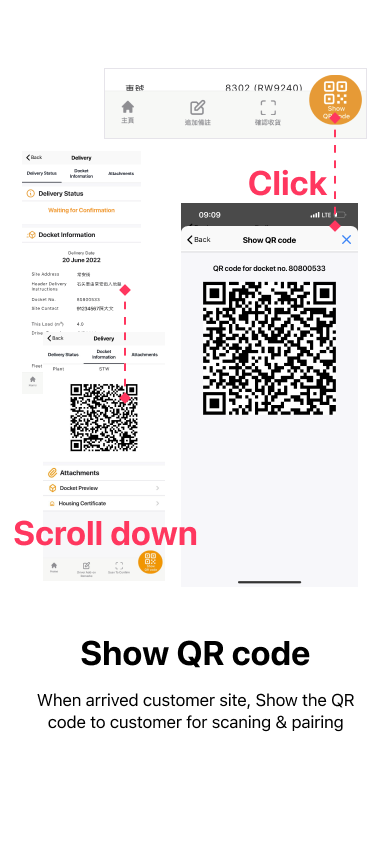 車號 8302 (RW9240)
Show
主頁 追加備註 確認收貨
Click
Back Delivery
Delivery Status Docket Information Attachments
Delivery Status
Waiting for Confirmation
Docket Information
Delivery Date
20 June 2022
Site Address
Header Delivery Instructions
Docket No 80800533
Site Contact
This Load (m³) 4.0
Fleet
Back Delivery
Delivery Status Docket Information Attachments
Plant STW
Attachments
Docket Preview
Housing Certificate
09:09 LTE
Back Show QR code
QR code for docket no. 80800533
Scroll down
Show QR code
When arrived customer site, Show the QR
code to customer for scaning & pairing